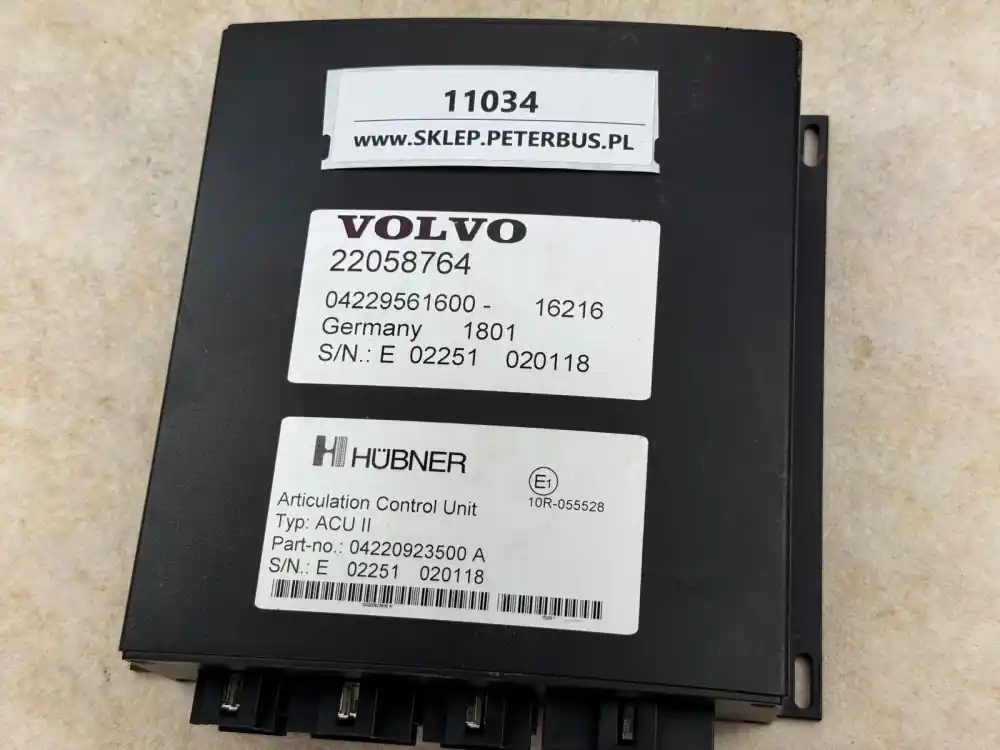 11034
www.SKLEP.PETERBUS.PL
VOLVO
22058764
04229561600 - 16216
Germany 1801
S/N.: E 02251 020118
HÜBNER
E1
10R-055528
Articulation Control Unit
Typ: ACU II
Part-no.: 04220923500 A
S/N.: E 02251 020118